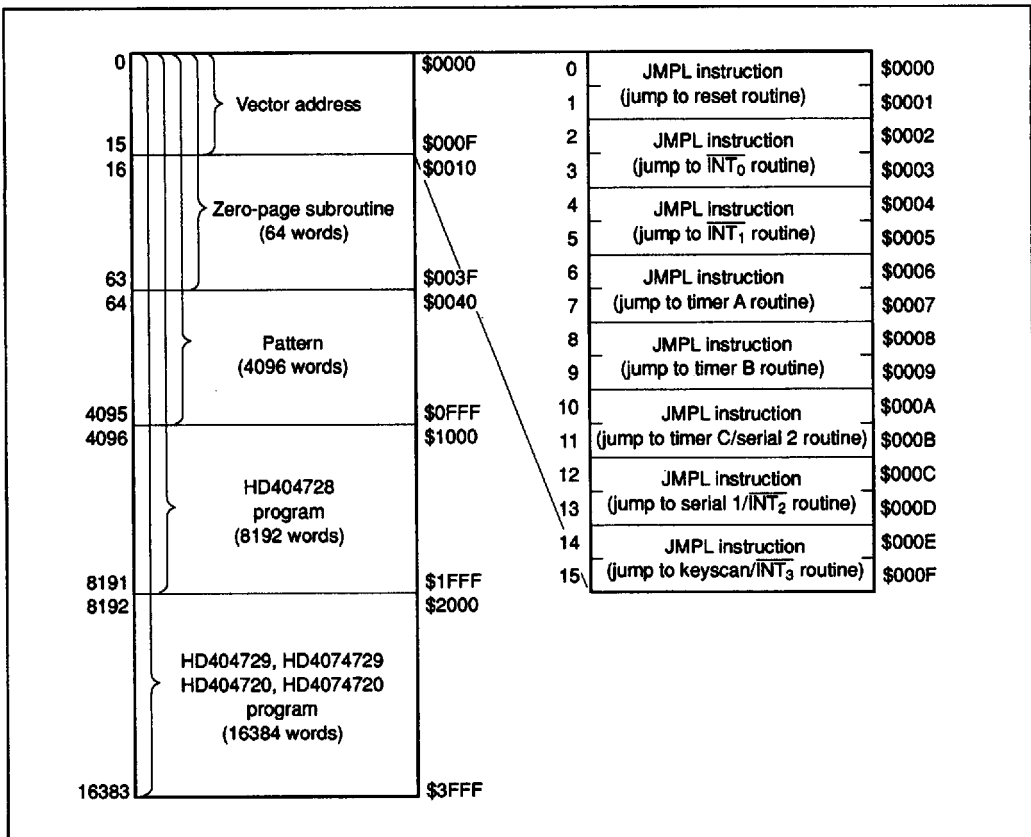 0
$0000
Vector address
15
$000F
16
$0010
Zero-page subroutine
(64 words)
63
$003F
64
$0040
Pattern
(4096 words)
4095
$0FFF
4096
$1000
HD404728
program
(8192 words)
8191
$1FFF
8192
$2000
HD404729, HD4074729
HD404720, HD4074720
program
(16384 words)
16383
$3FFF
0 JMPL instruction $0000
1 (jump to reset routine) $0001
2 JMPL instruction $0002
3 (jump to INT₀ routine) $0003
4 JMPL instruction $0004
5 (jump to INT₁ routine) $0005
6 JMPL instruction $0006
7 (jump to timer A routine) $0007
8 JMPL instruction $0008
9 (jump to timer B routine) $0009
10 JMPL instruction $000A
11 (jump to timer C/serial 2 routine) $000B
12 JMPL instruction $000C
13 (jump to serial 1/INT₂ routine) $000D
14 JMPL instruction $000E
15 (jump to keyscan/INT₃ routine) $000F